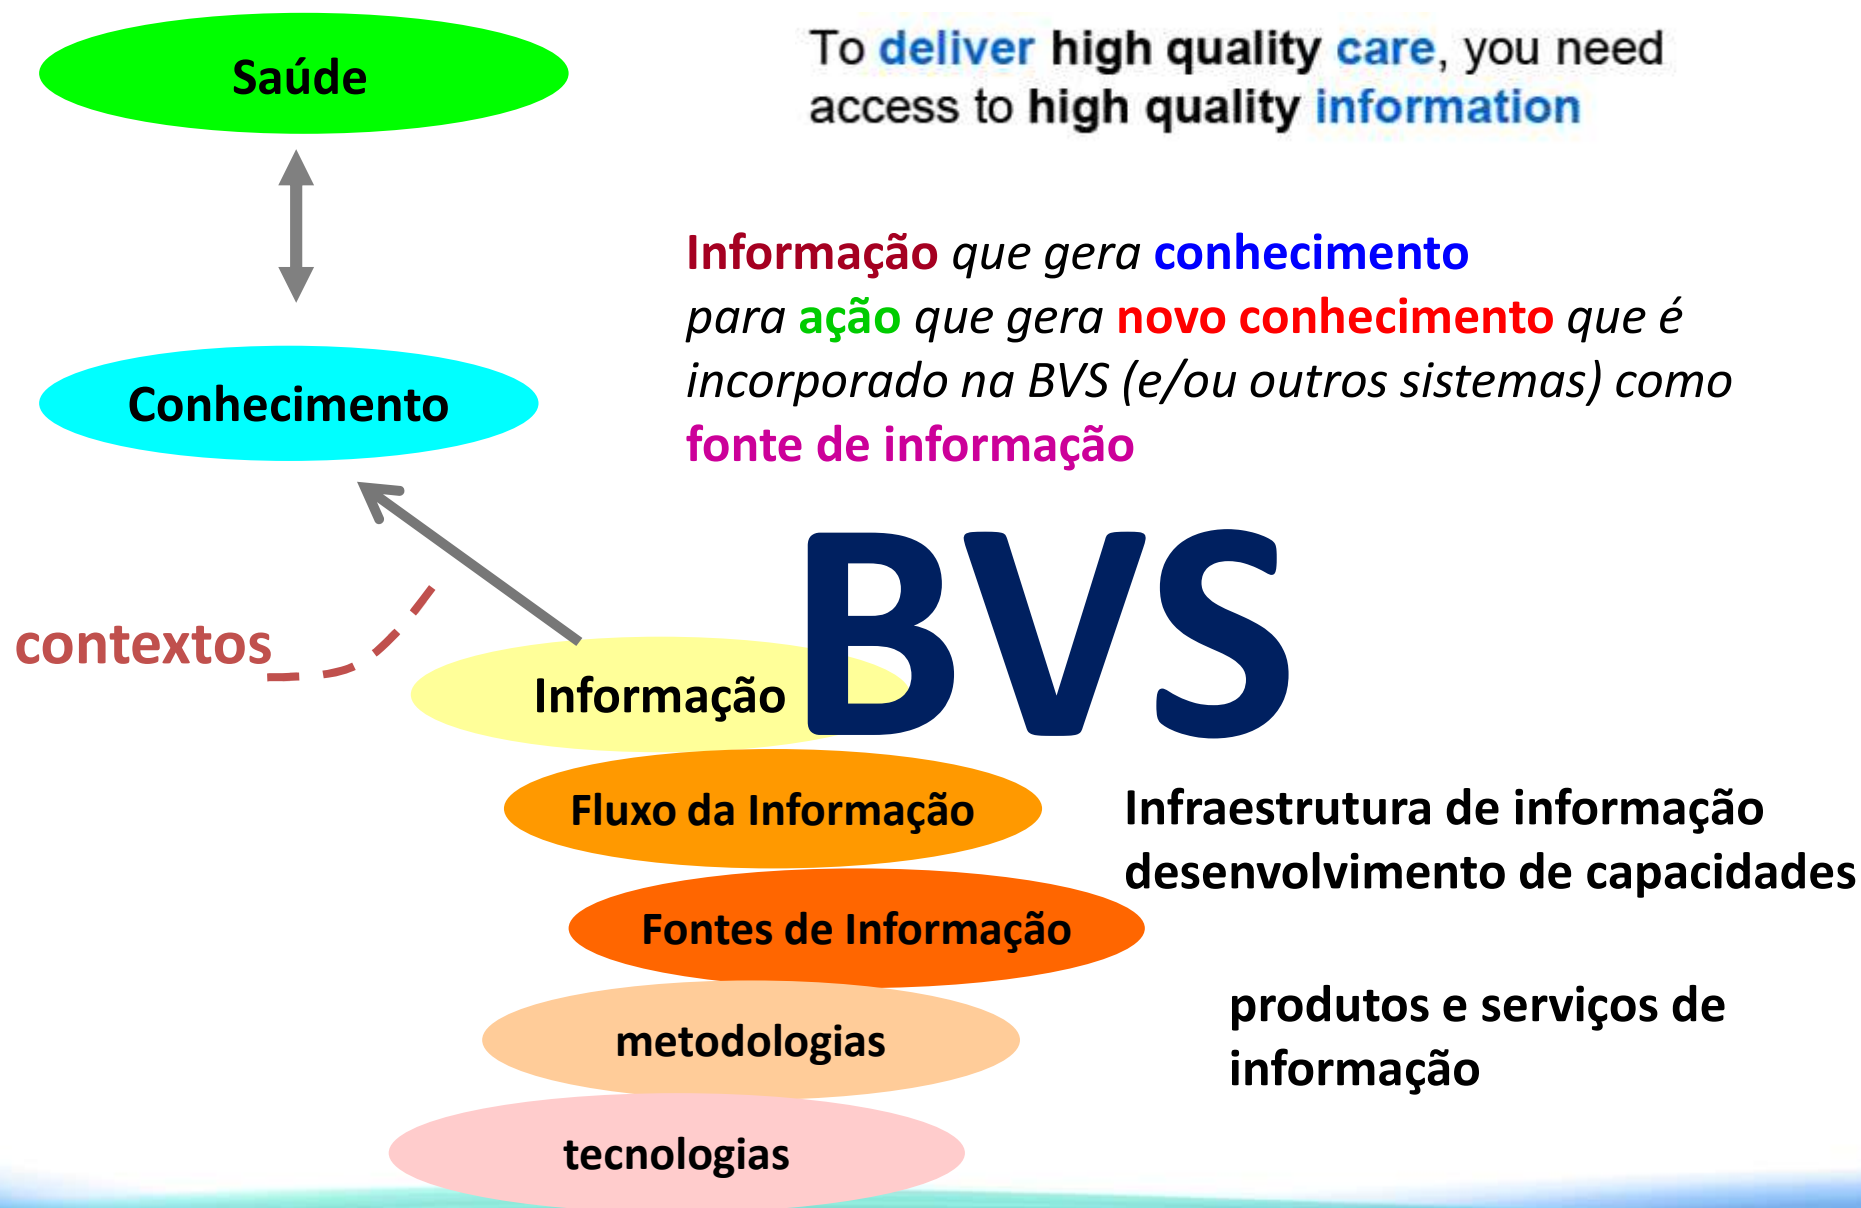 Saúde
To deliver high quality care, you need
access to high quality information
Informação que gera conhecimento
para ação que gera novo conhecimento que é
incorporado na BVS (e/ou outros sistemas) como
fonte de informação
Conhecimento
contextos
BVS
Informação
Fluxo da Informação
Infraestrutura de informação
desenvolvimento de capacidades
Fontes de Informação
produtos e serviços de
informação
metodologias
tecnologias